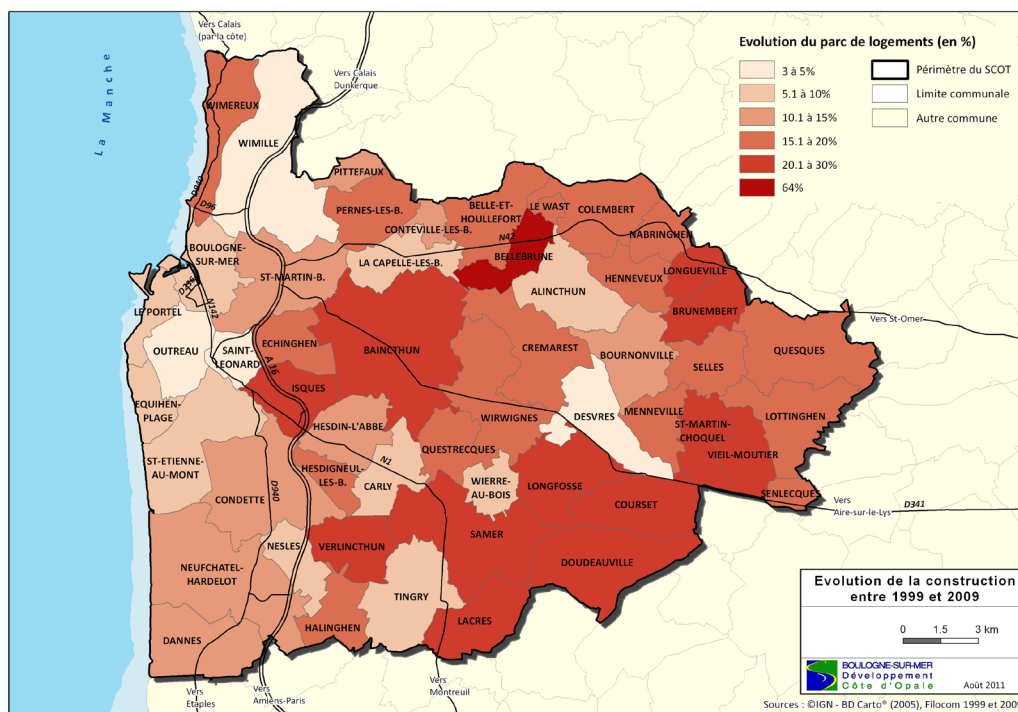 Vers Calais
(par la côte)
La Manche
Vers Calais
Dunkerque
Evolution du parc de logements (en %)
3 à 5%
5.1 à 10%
10.1 à 15%
15.1 à 20%
20.1 à 30%
64%
Périmètre du SCOT
Limite communale
Autre commune
WIMEREUX
WIMILLE
PITTEFAUX
D940
D96
PERNES-LES-B.
BELLE-ET-
HOULLEFORT
LE WAST
COLEMBERT
CONTEVILLE-LES-B.
N42
NABRINGHEN
BOULOGNE-
SUR-MER
LA CAPELLE-LES-B.
BELLEBRUNE
ST-MARTIN-B.
HENNEVEUX
LONGUEVILLE
D236
ALINCTHUN
LE PORTEL
N142
BRUNEMBERT
Vers St-Omer
OUTREAU
SAINT-
LEONARD
ECHINGHEN
A 16
BAINCTHUN
CREMAREST
BOURNONVILLE
QUESQUES
SELLES
ISQUES
DESVRES
EQUIHEN-
PLAGE
HESDIN-L'ABBE
WIRWIGNES
MENNEVILLE
ST-MARTIN-
CHOQUEL
LOTTINGHEN
QUESTRECQUES
VIEIL-MOUTIER
ST-ETIENNE-
AU-MONT
N1
HESDIGNEUL-
LES-B.
CARLY
WIERRE-
AU-BOIS
LONGFOSSE
SENLECQUES
CONDETTE
D940
COURSET
Vers
Aire-sur-le-Lys
D341
SAMER
NESLES
VERLINCTHUN
DOUDEAUVILLE
NEUFCHATEL-
HARDELOT
TINGRY
HALINGHEN
LACRES
DANNES
Vers
Etaples
Vers
Amiens-Paris
Vers
Montreuil
Evolution de la construction
entre 1999 et 2009
0 1.5 3 km
BOULOGNE-SUR-MER
Développement
Côte d'Opale
Août 2011
Sources : ©IGN - BD Carto® (2005), Filocom 1999 et 2009